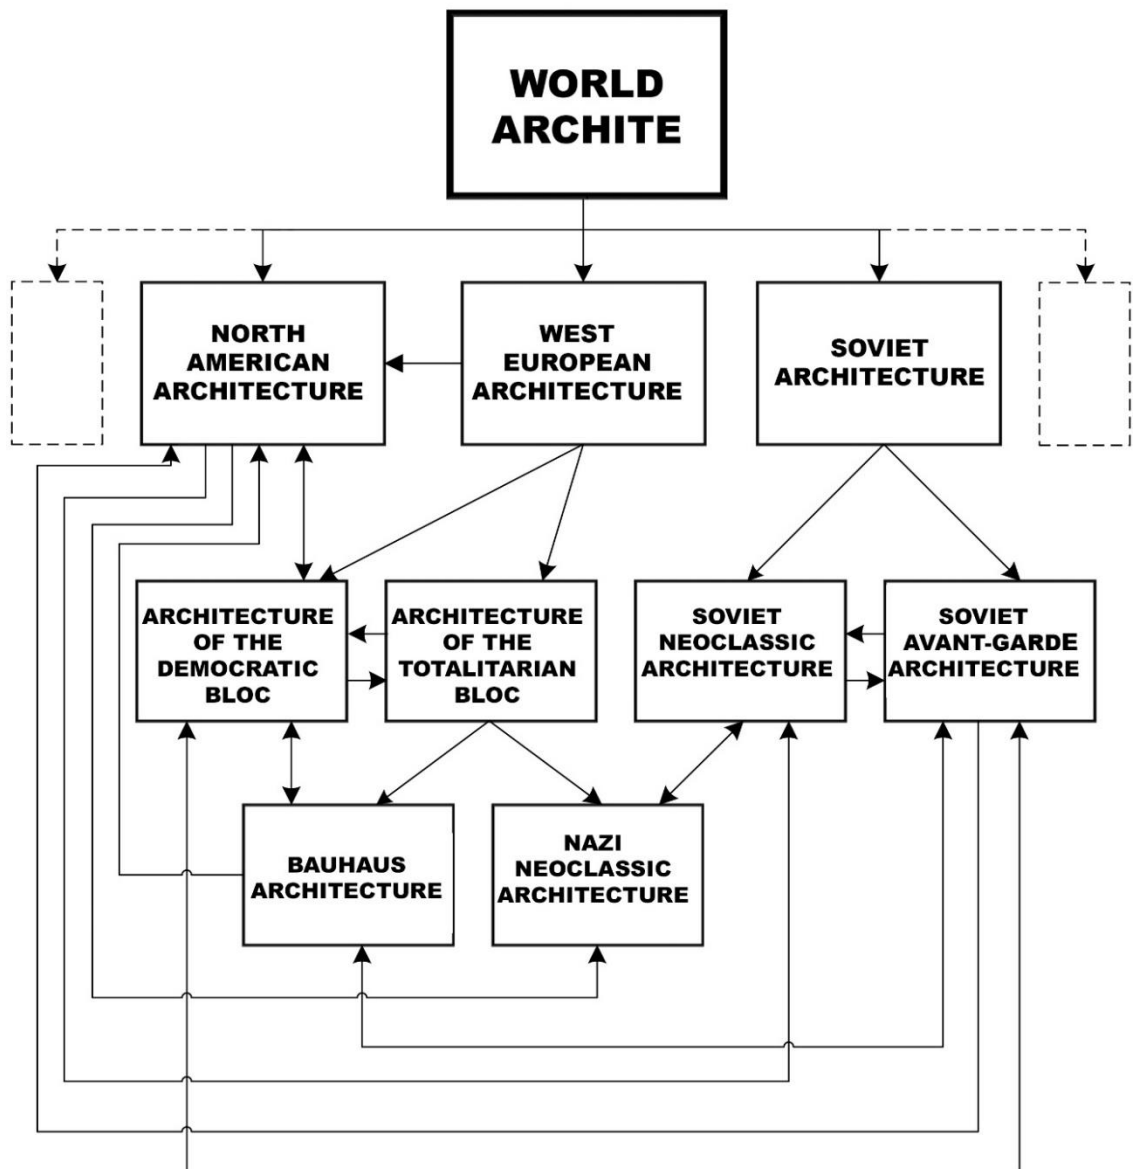 WORLD
ARCHITE
NORTH
AMERICAN
ARCHITECTURE
WEST
EUROPEAN
ARCHITECTURE
SOVIET
ARCHITECTURE
ARCHITECTURE
OF THE
DEMOCRATIC
BLOC
ARCHITECTURE
OF THE
TOTALITARIAN
BLOC
SOVIET
NEOCLASSIC
ARCHITECTURE
SOVIET
AVANT-GARDE
ARCHITECTURE
BAUHAUS
ARCHITECTURE
NAZI
NEOCLASSIC
ARCHITECTURE